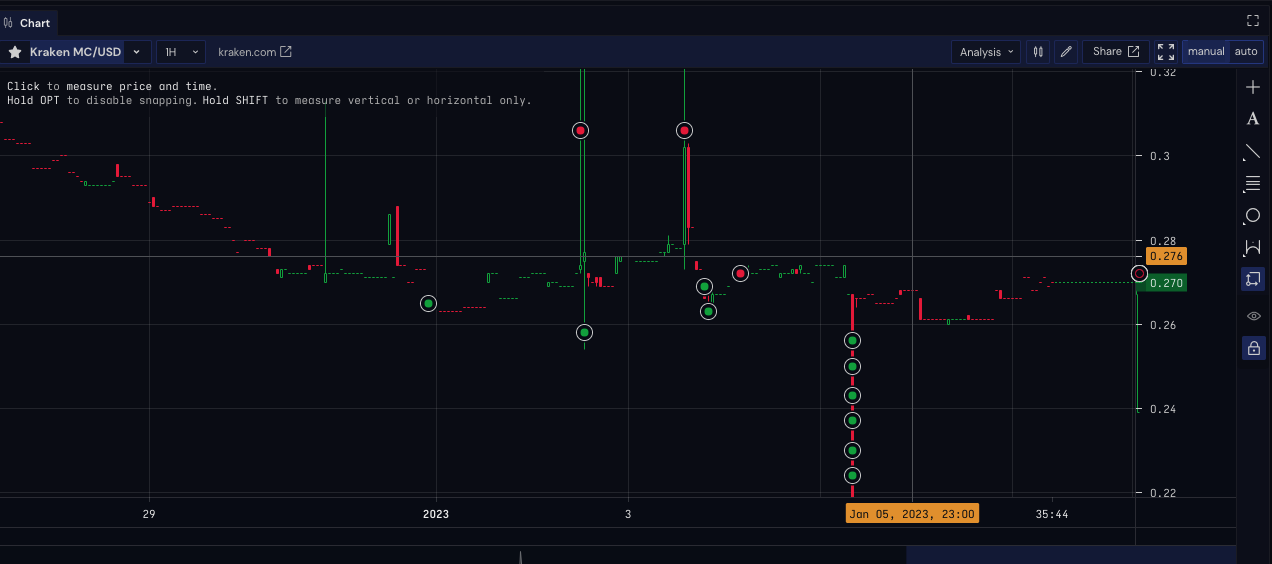 Chart
Kraken MC/USD 1H kraken.com Analysis Share manual auto
Click to measure price and time.
Hold OPT to disable snapping. Hold SHIFT to measure vertical or horizontal only.
0.32
A
0.3
0.28
0.276
0.270
0.26
0.24
0.22
29 2023 3 Jan 05, 2023, 23:00 35:44